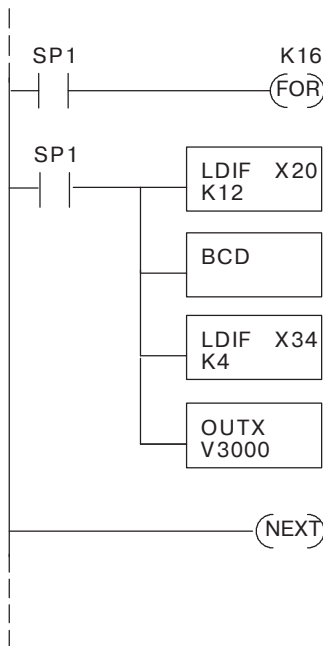 SP1 K16
FOR
SP1
LDIF X20
K12
BCD
LDIF X34
K4
OUTX
V3000
NEXT